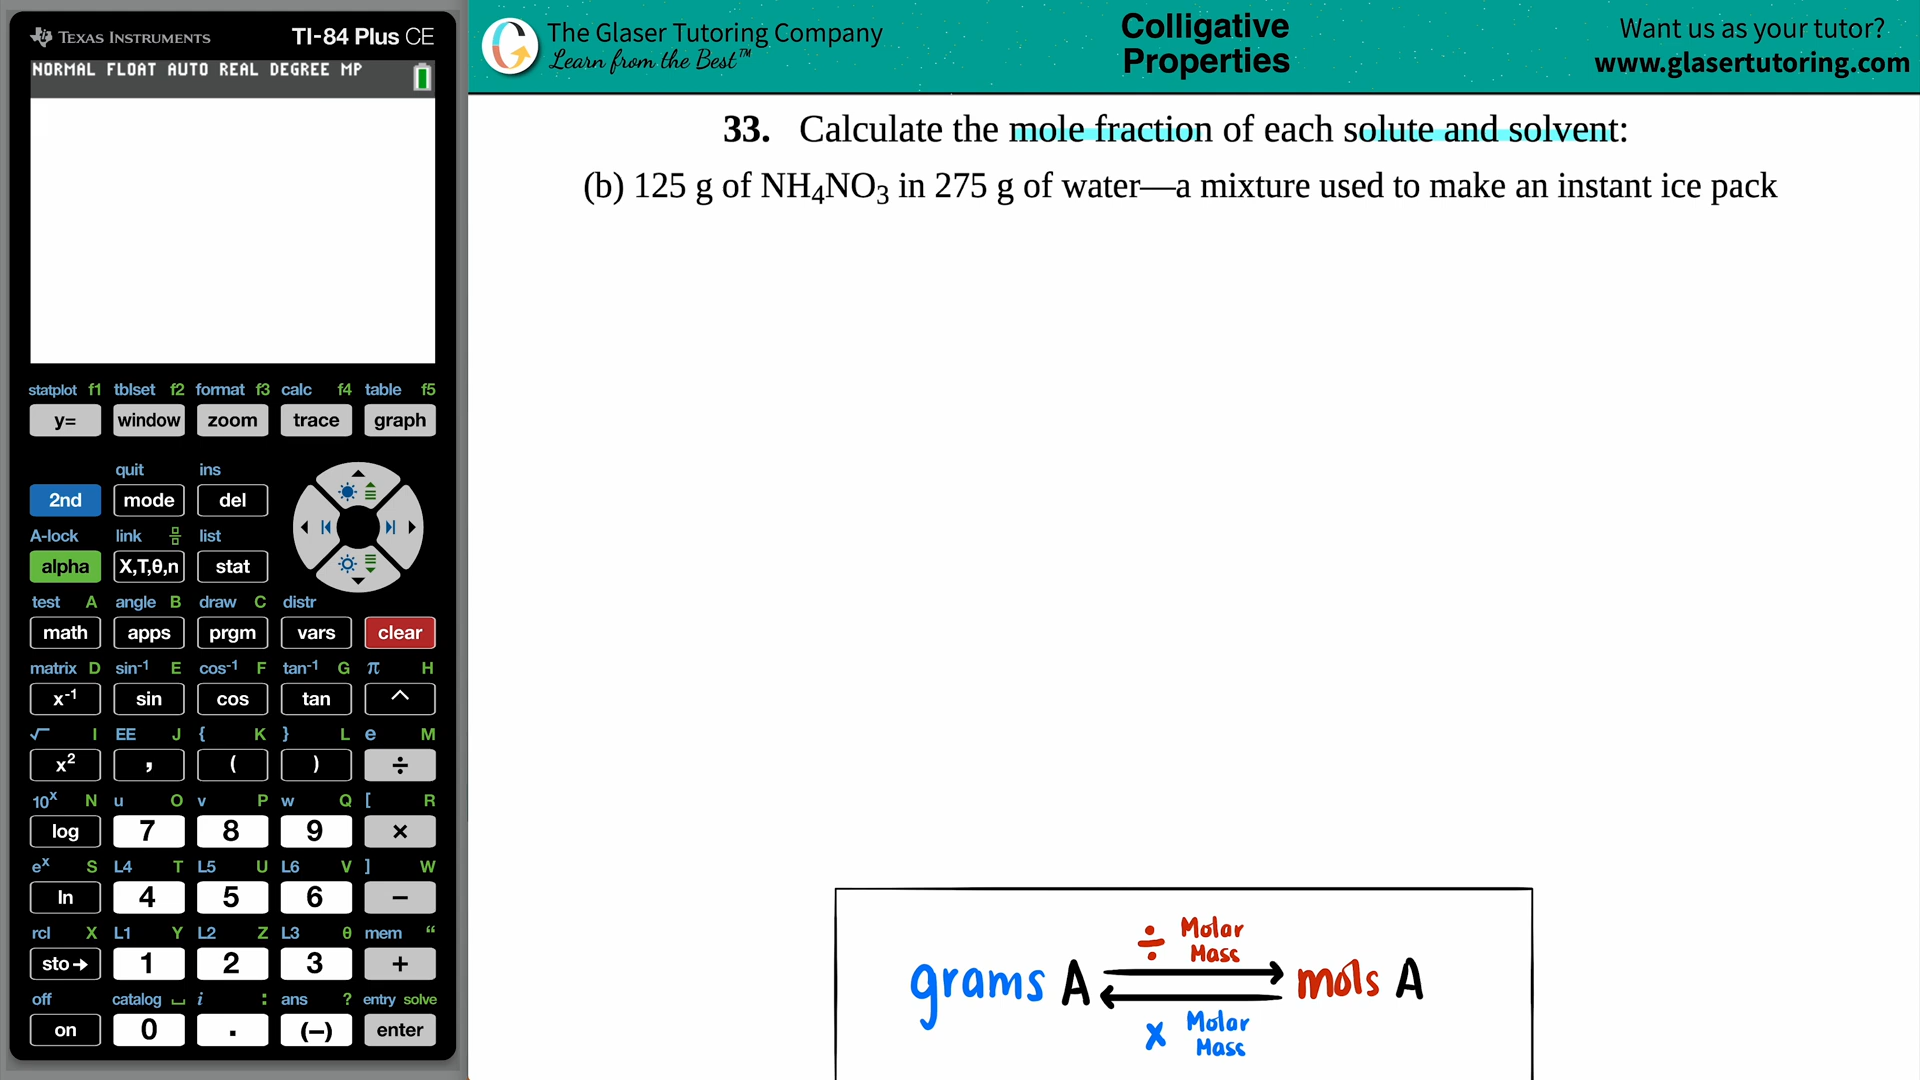 TEXAS INSTRUMENTS TI-84 Plus CE
NORMAL FLOAT AUTO REAL DEGREE MP
statplot f1 tblset f2 format f3 calc f4 table f5
y= window zoom trace graph
quit ins
2nd mode del
A-lock link list
alpha X,T,θ,n stat
test A angle B draw C distr
math apps prgm vars clear
matrix D sin⁻¹ E cos⁻¹ F tan⁻¹ G π H
x⁻¹ sin cos tan ^
√ I EE J { K } L e M
x² , ( ) ÷
10ˣ N u O v P w Q [ R
log 7 8 9 ×
eˣ S L4 T L5 U L6 V ] W
ln 4 5 6 −
rcl X L1 Y L2 Z L3 θ mem “
sto→ 1 2 3 +
off catalog ⎵ i : ans ? entry solve
on 0 . (−) enter
The Glaser Tutoring Company
Learn from the Best™
Colligative
Properties
Want us as your tutor?
www.glasertutoring.com
33. Calculate the mole fraction of each solute and solvent:
(b) 125 g of NH₄NO₃ in 275 g of water—a mixture used to make an instant ice pack
÷ Molar
Mass
grams A mols A
x Molar
Mass